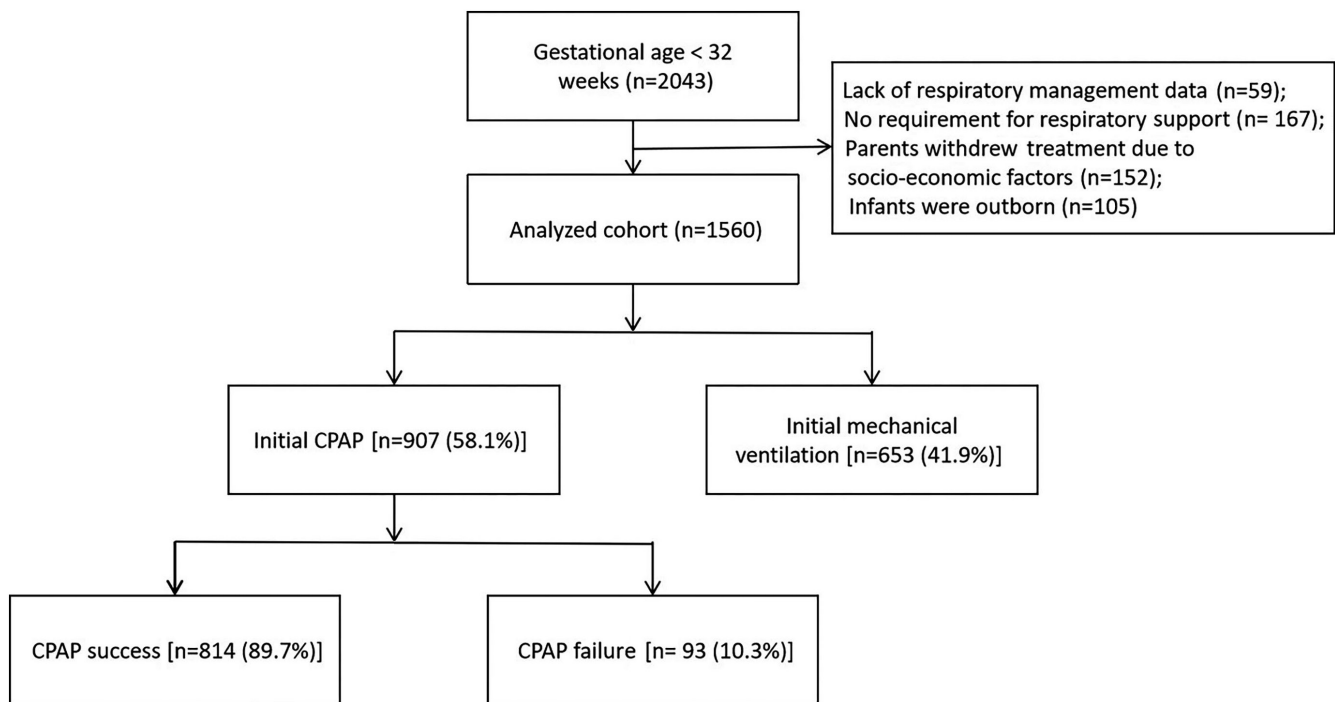 Gestational age < 32
weeks (n=2043)
Lack of respiratory management data (n=59);
No requirement for respiratory support (n= 167);
Parents withdrew treatment due to
socio-economic factors (n=152);
Infants were outborn (n=105)
Analyzed cohort (n=1560)
Initial CPAP [n=907 (58.1%)]
Initial mechanical
ventilation [n=653 (41.9%)]
CPAP success [n=814 (89.7%)]
CPAP failure [n= 93 (10.3%)]